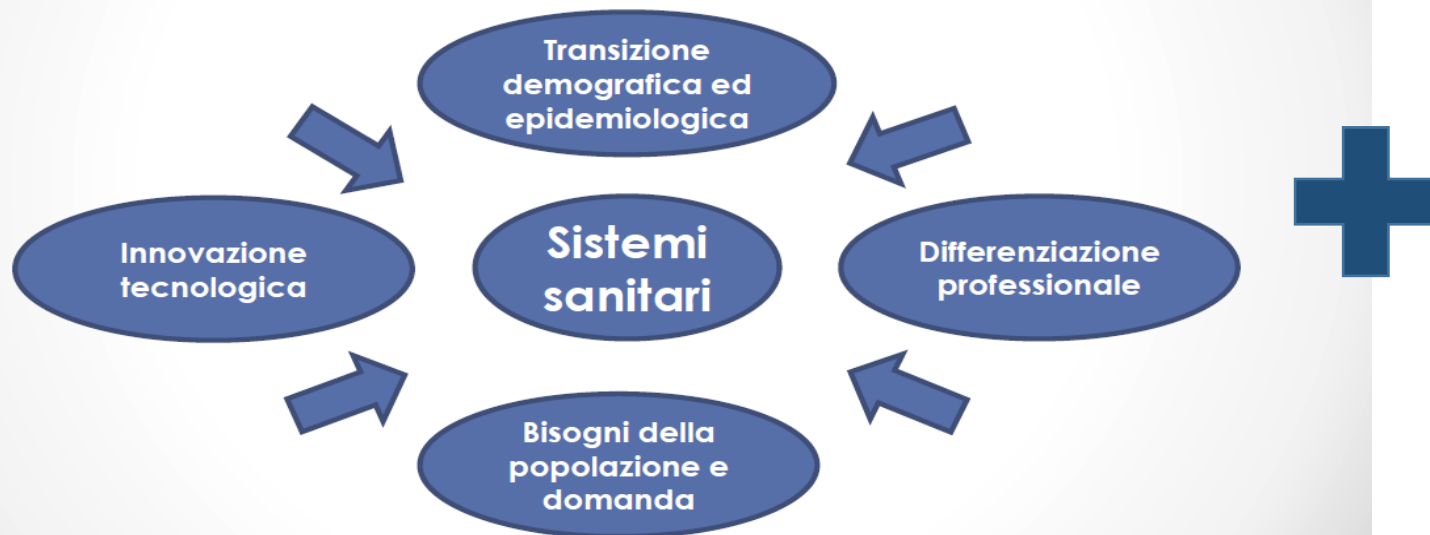 Transizione
demografica ed
epidemiologica
Innovazione
tecnologica
Sistemi
sanitari
Differenziazione
professionale
Bisogni della
popolazione e
domanda